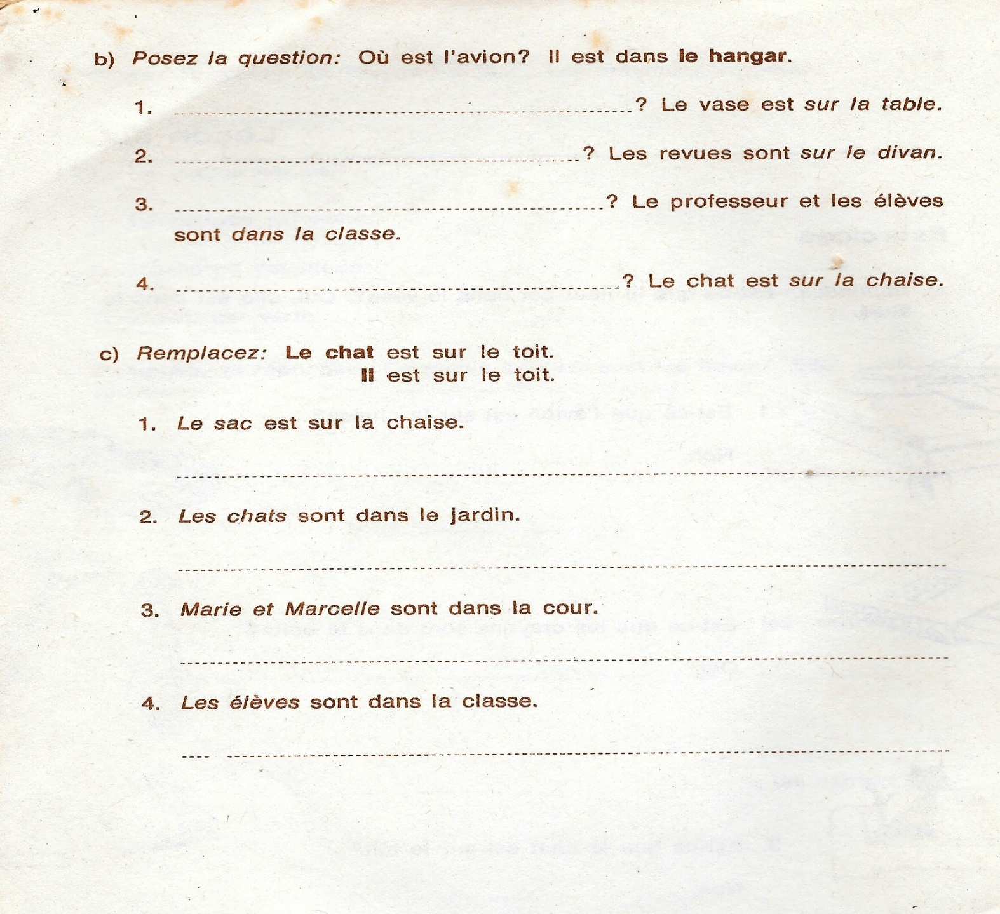 b) Posez la question: Où est l'avion? Il est dans le hangar.
1. ? Le vase est sur la table.
2. ? Les revues sont sur le divan.
3. ? Le professeur et les élèves
sont dans la classe.
4. ? Le chat est sur la chaise.
c) Remplacez: Le chat est sur le toit.
Il est sur le toit.
1. Le sac est sur la chaise.
2. Les chats sont dans le jardin.
3. Marie et Marcelle sont dans la cour.
4. Les élèves sont dans la classe.